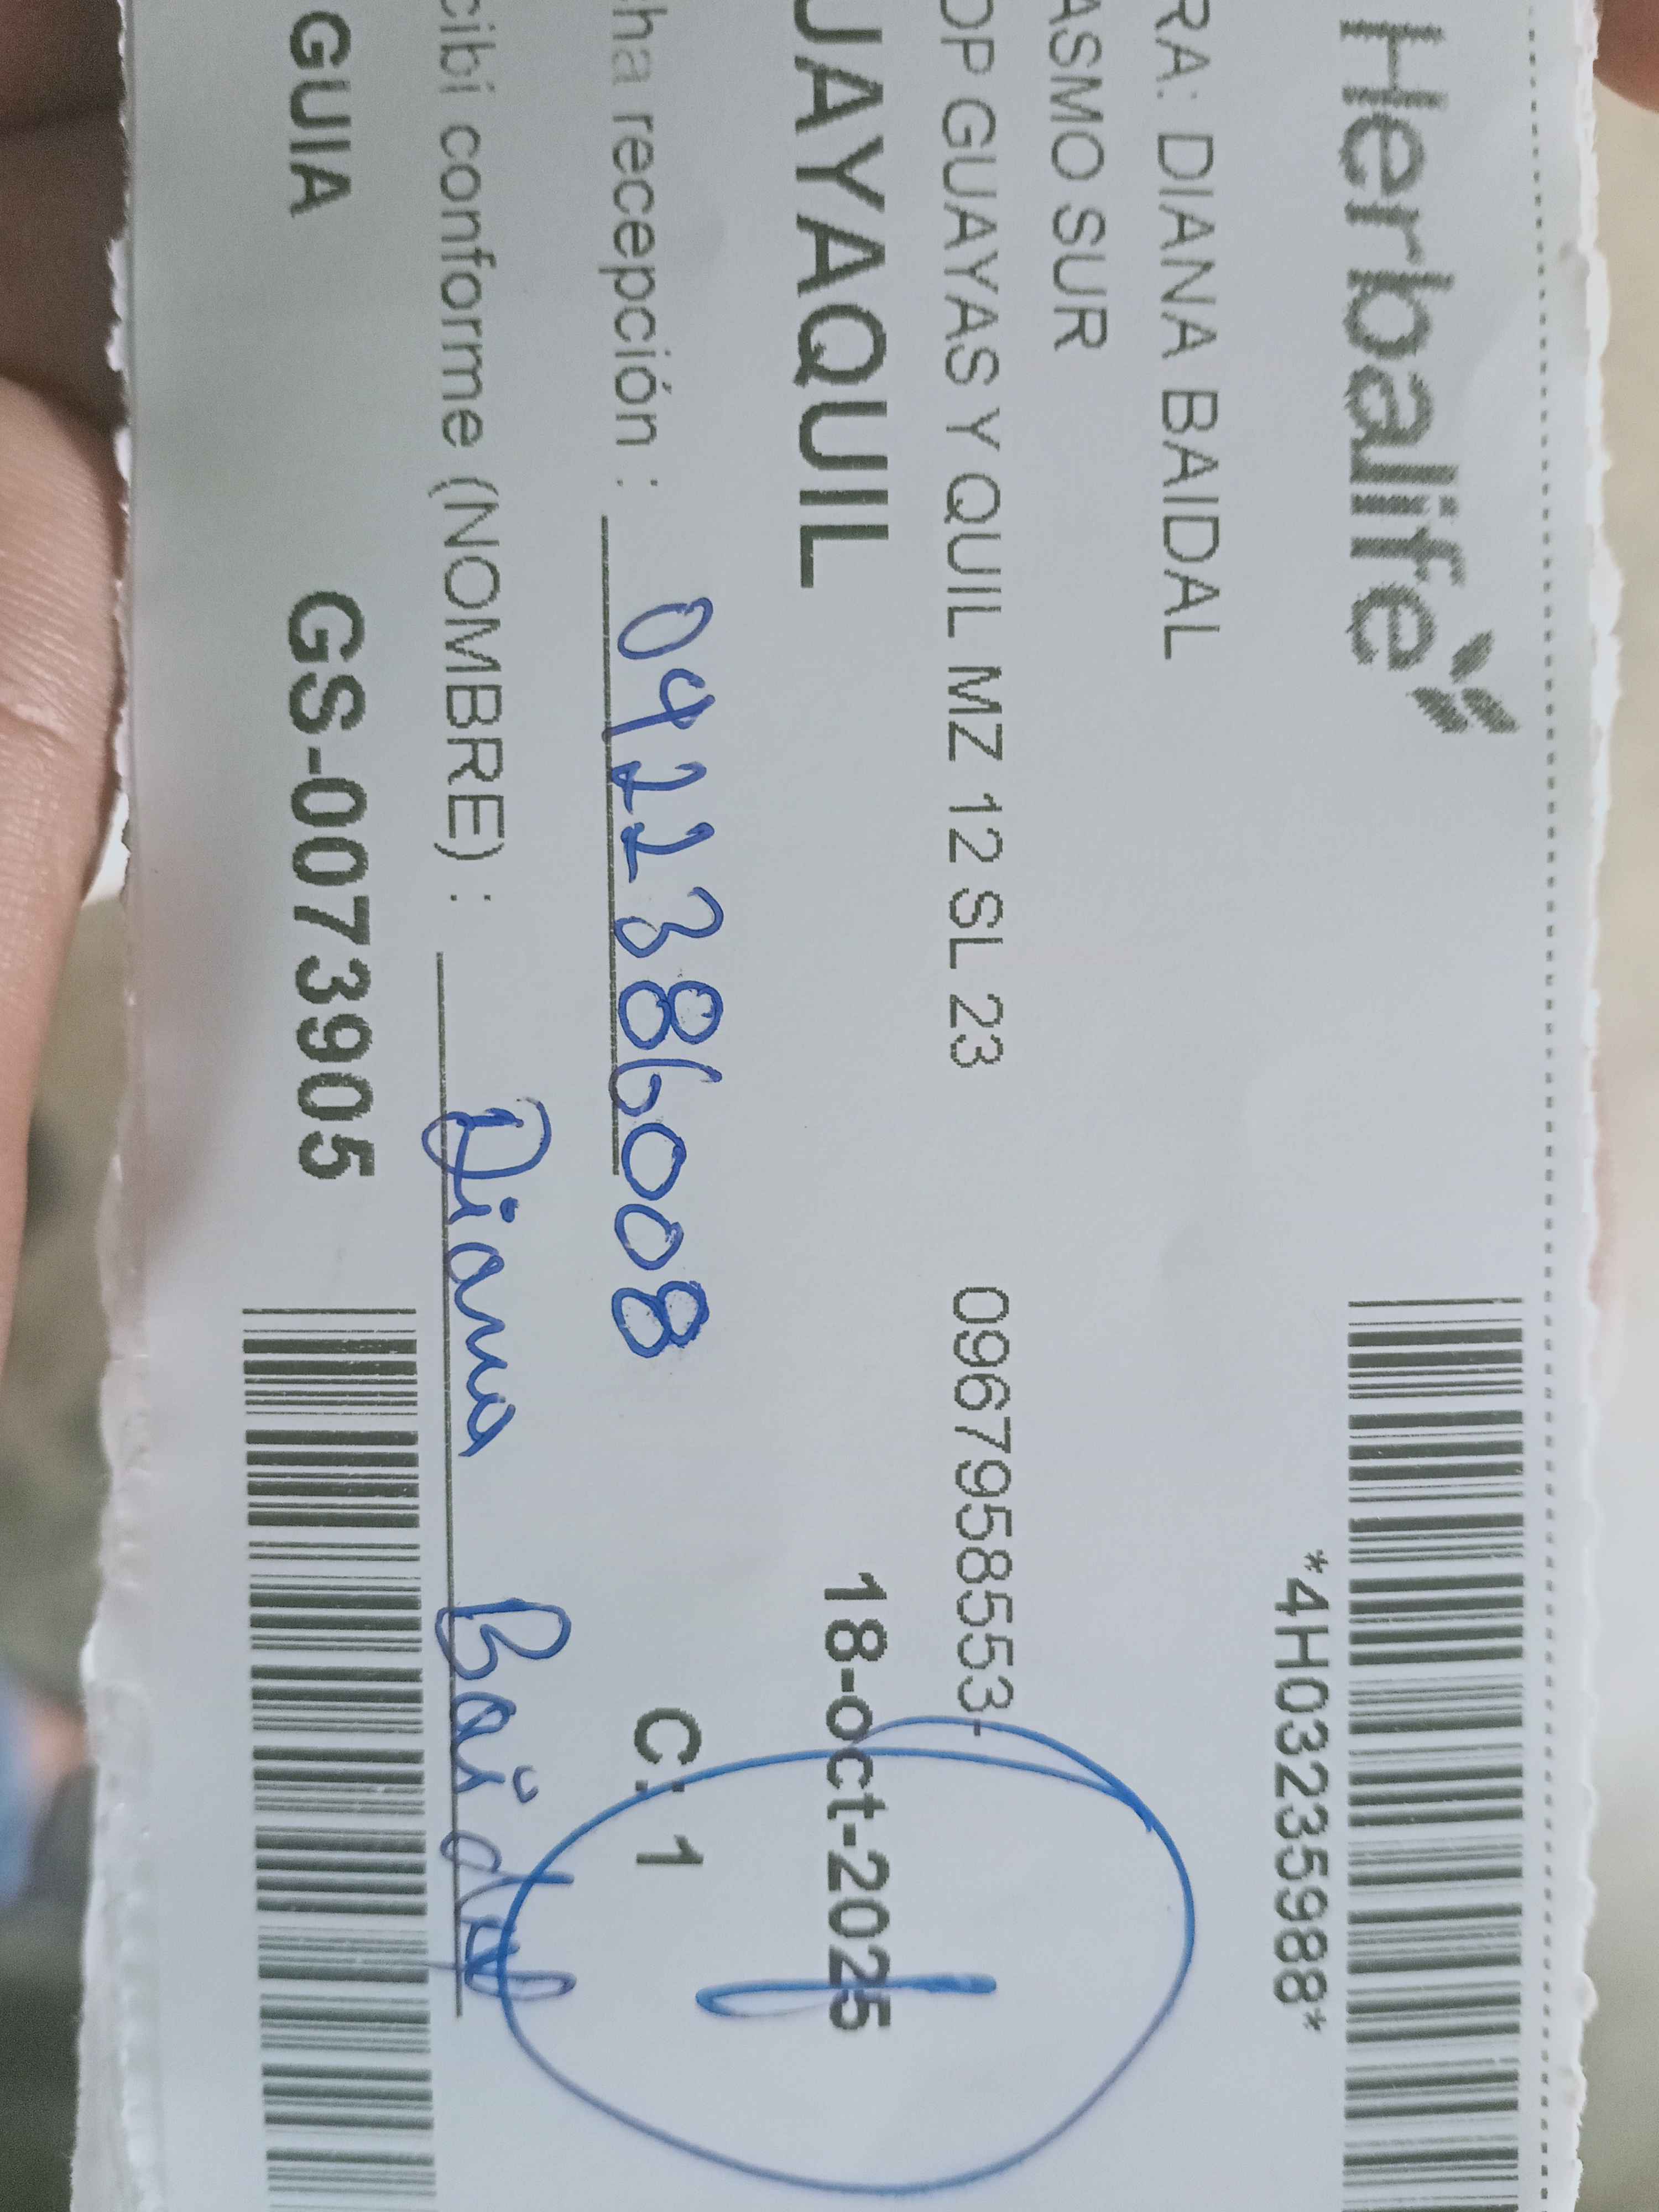 Herbalife
*4H03235988*
RA: DIANA BAIDAL
ASMO SUR
OP GUAYAS Y QUIL MZ 12 SL 23 0967958553-
UAYAQUIL 18-oct-2025
ha recepción : 0922386008 C: 1
cibí conforme (NOMBRE) : Diana Baidal
GUIA GS-0073905